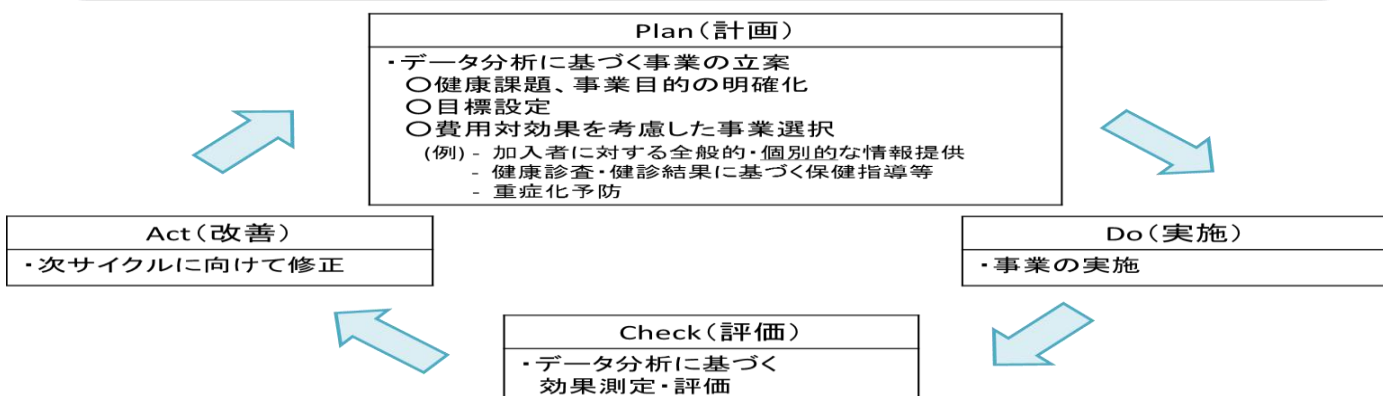 Plan(計画)
・データ分析に基づく事業の立案
○健康課題、事業目的の明確化
○目標設定
○費用対効果を考慮した事業選択
(例) - 加入者に対する全般的・個別的な情報提供
- 健康診査・健診結果に基づく保健指導等
- 重症化予防
Act(改善)
・次サイクルに向けて修正
Do(実施)
・事業の実施
Check(評価)
・データ分析に基づく
効果測定・評価